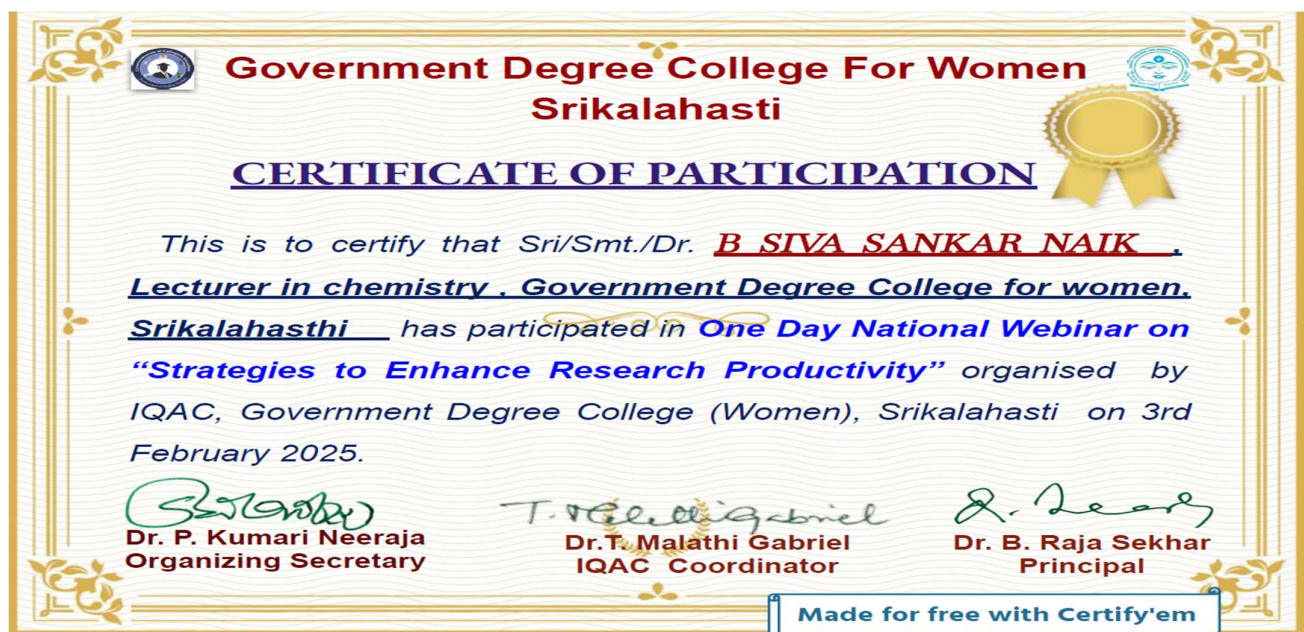 Government Degree College For Women
Srikalahasti
CERTIFICATE OF PARTICIPATION
This is to certify that Sri/Smt./Dr. B SIVA SANKAR NAIK ,
Lecturer in chemistry , Government Degree College for women,
Srikalahasthi has participated in One Day National Webinar on
“Strategies to Enhance Research Productivity” organised by
IQAC, Government Degree College (Women), Srikalahasti on 3rd
February 2025.
T. Malathi Gabriel
Dr. P. Kumari Neeraja Dr.T. Malathi Gabriel Dr. B. Raja Sekhar
Organizing Secretary IQAC Coordinator Principal
Made for free with Certify'em